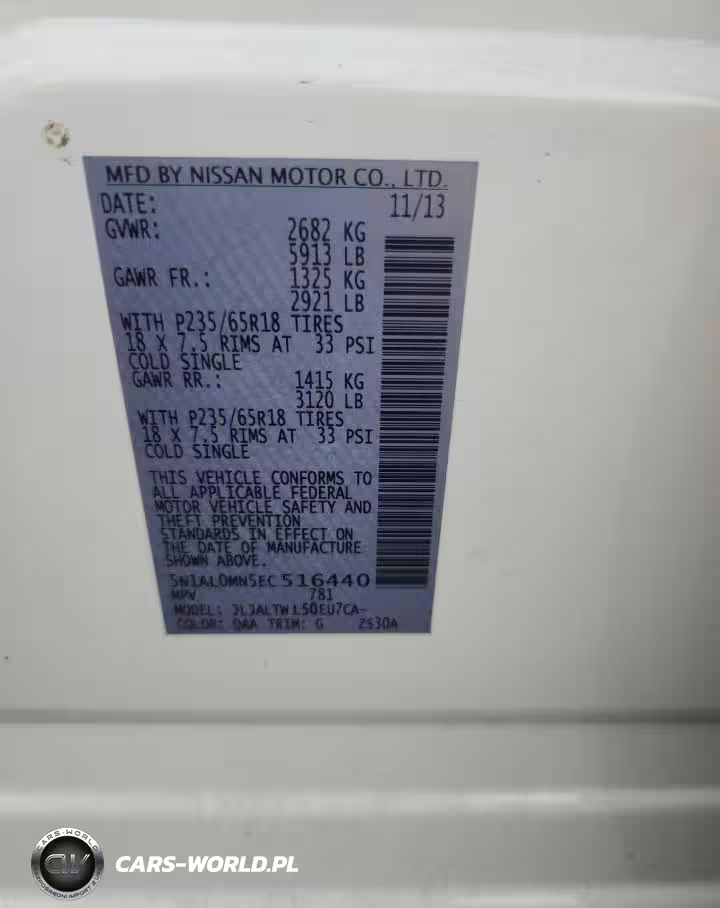 MFD BY NISSAN MOTOR CO., LTD.
DATE: 11/13
GVWR: 2682 KG
5913 LB
GAWR FR.: 1325 KG
2921 LB
WITH P235/65R18 TIRES
18 X 7.5 RIMS AT 33 PSI
COLD SINGLE
GAWR RR.: 1415 KG
3120 LB
WITH P235/65R18 TIRES
18 X 7.5 RIMS AT 33 PSI
COLD SINGLE
THIS VEHICLE CONFORMS TO
ALL APPLICABLE FEDERAL
MOTOR VEHICLE SAFETY AND
THEFT PREVENTION
STANDARDS IN EFFECT ON
THE DATE OF MANUFACTURE
SHOWN ABOVE.
5N1AL0MN5EC516440
MPV 781
MODEL:
COLOR: QAA TRIM: G 2S30A
CARS-WORLD
CW
CARS-WORLD.PL